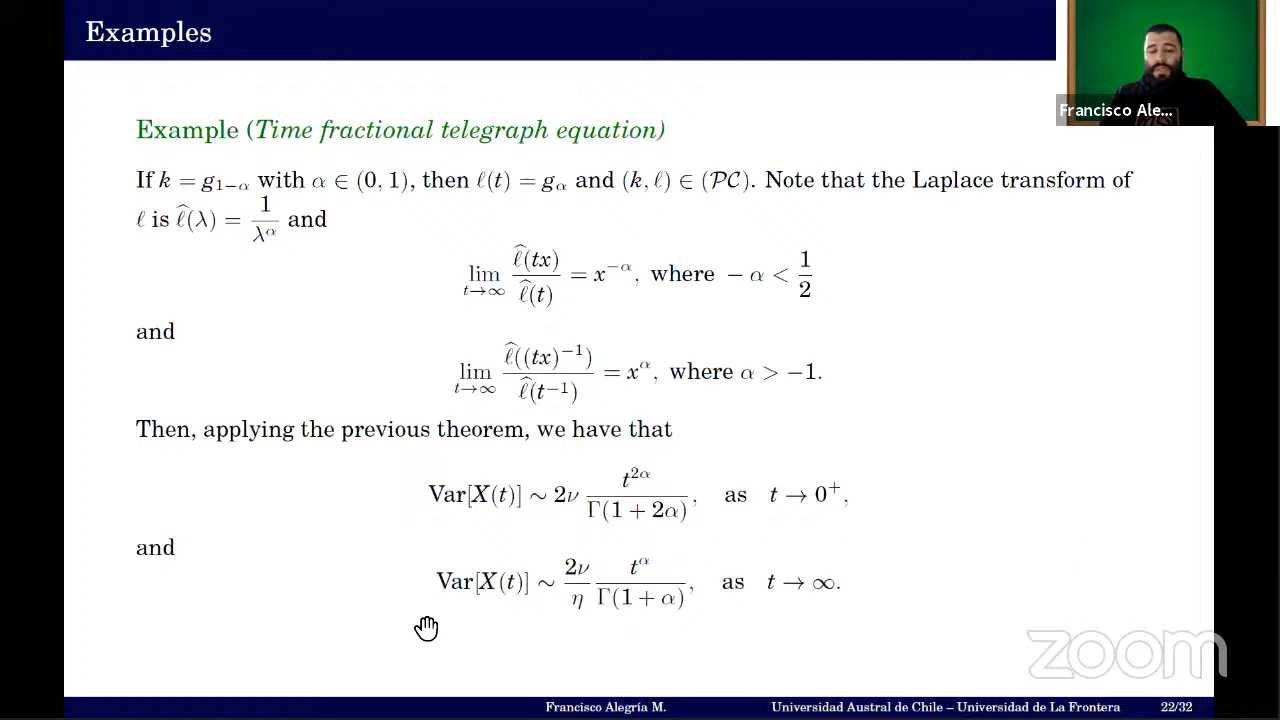 Examples
Francisco Ale...
Example (Time fractional telegraph equation)
If k = g_{1−α} with α ∈ (0, 1), then ℓ(t) = g_α and (k, ℓ) ∈ (𝒫𝒞). Note that the Laplace transform of
ℓ is ℓ̂(λ) = 1/λ^α and
lim_{t→∞} ℓ̂(tx)/ℓ̂(t) = x^{−α}, where − α < 1/2
and
lim_{t→∞} ℓ̂((tx)^{−1})/ℓ̂(t^{−1}) = x^α, where α > −1.
Then, applying the previous theorem, we have that
Var[X(t)] ∼ 2ν t^{2α}/Γ(1 + 2α), as t → 0⁺,
and
Var[X(t)] ∼ 2ν/η t^α/Γ(1 + α), as t → ∞.
zoom
Francisco Alegría M. Universidad Austral de Chile – Universidad de La Frontera 22/32